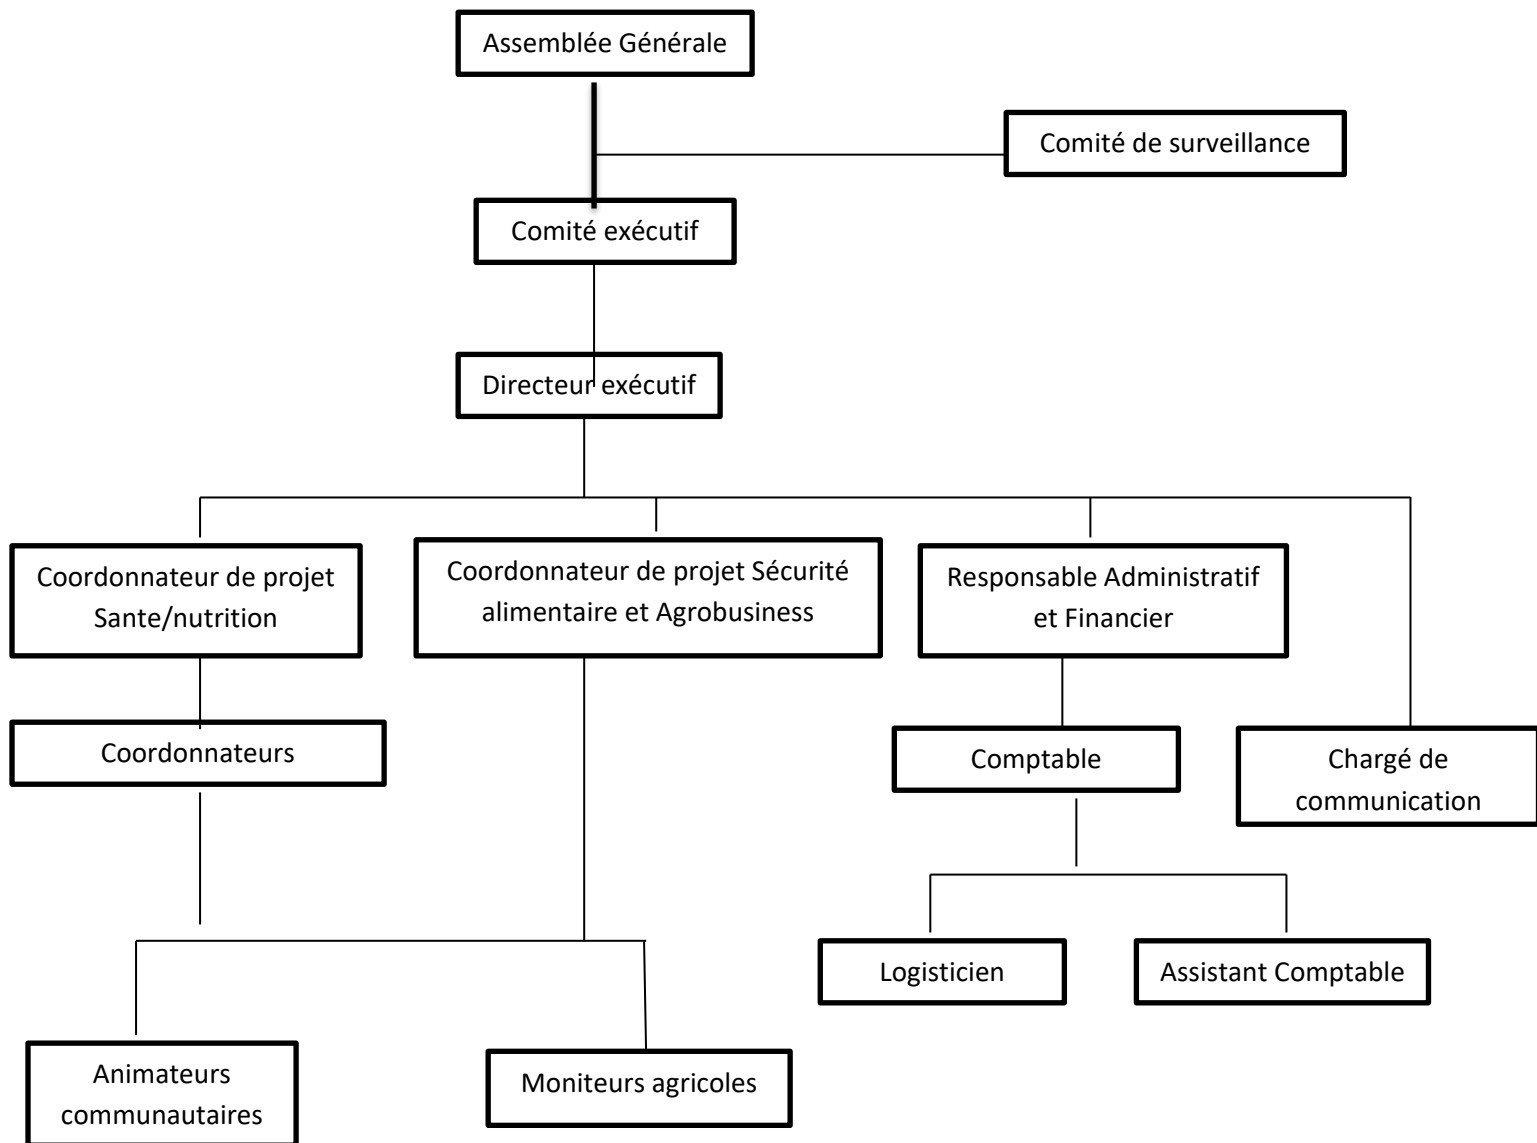 Assemblée Générale
Comité de surveillance
Comité exécutif
Directeur exécutif
Coordonnateur de projet
Sante/nutrition
Coordonnateur de projet Sécurité
alimentaire et Agrobusiness
Responsable Administratif
et Financier
Coordonnateurs
Comptable
Chargé de
communication
Logisticien
Assistant Comptable
Animateurs
communautaires
Moniteurs agricoles